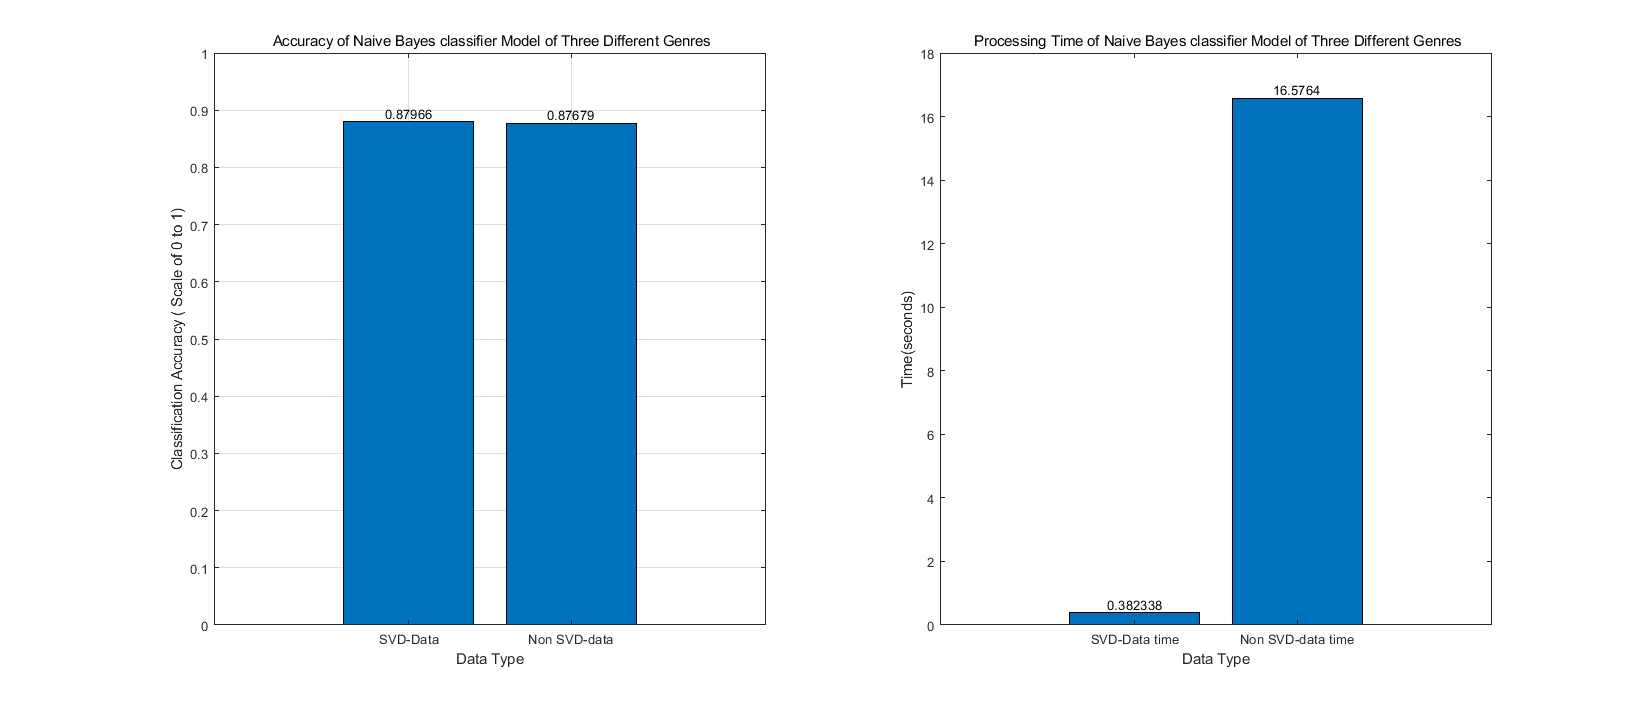 Accuracy of Naive Bayes classifier Model of Three Different Genres
1
0.9
0.8
0.7
0.6
0.5
0.4
0.3
0.2
0.1
0
Classification Accuracy ( Scale of 0 to 1)
0.87966
0.87679
SVD-Data
Non SVD-data
Data Type
Processing Time of Naive Bayes classifier Model of Three Different Genres
18
16
14
12
10
8
6
4
2
0
Time(seconds)
0.382338
16.5764
SVD-Data time
Non SVD-data time
Data Type